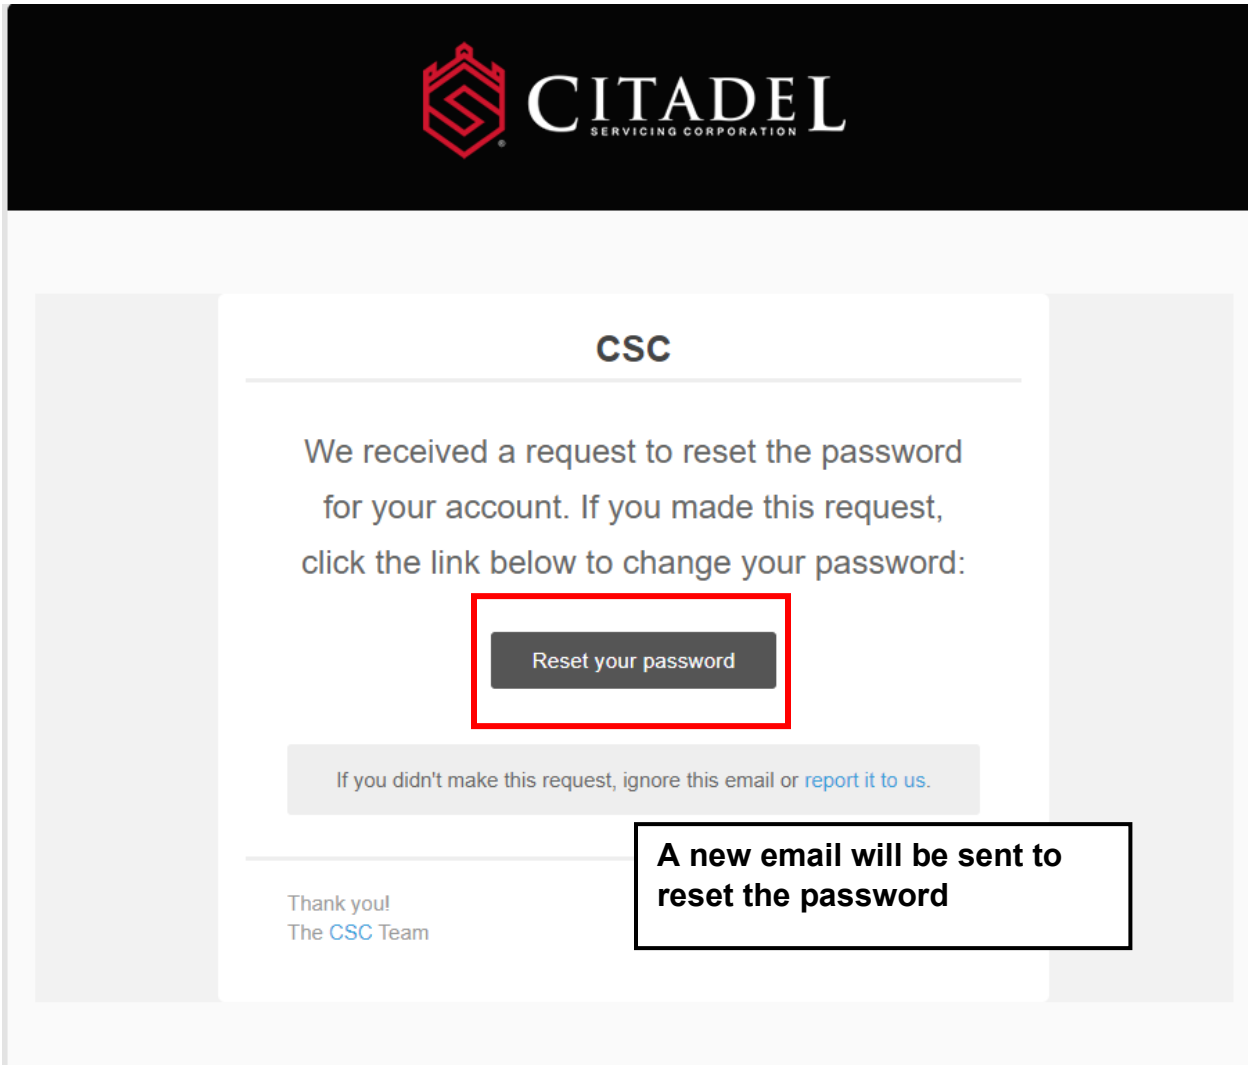 CITADEL
SERVICING CORPORATION
®
CSC
We received a request to reset the password
for your account. If you made this request,
click the link below to change your password:
Reset your password
If you didn't make this request, ignore this email or report it to us.
A new email will be sent to
reset the password
Thank you!
The CSC Team